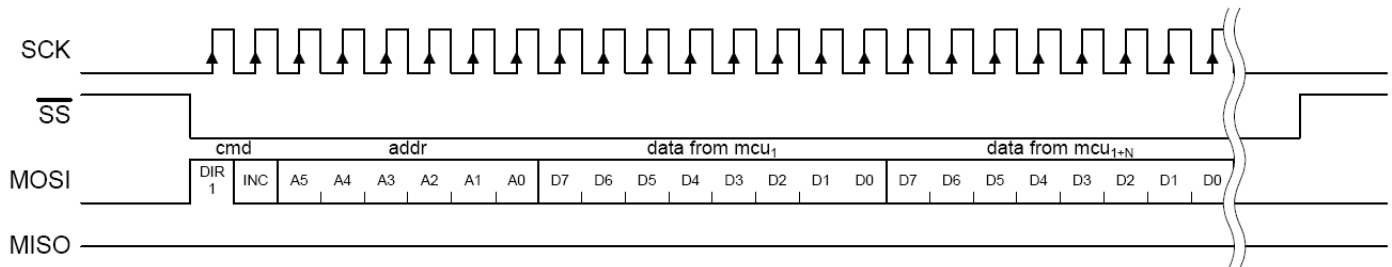 SCK
SS
cmd addr data from mcu1 data from mcu1+N
MOSI DIR 1 INC A5 A4 A3 A2 A1 A0 D7 D6 D5 D4 D3 D2 D1 D0 D7 D6 D5 D4 D3 D2 D1 D0
MISO